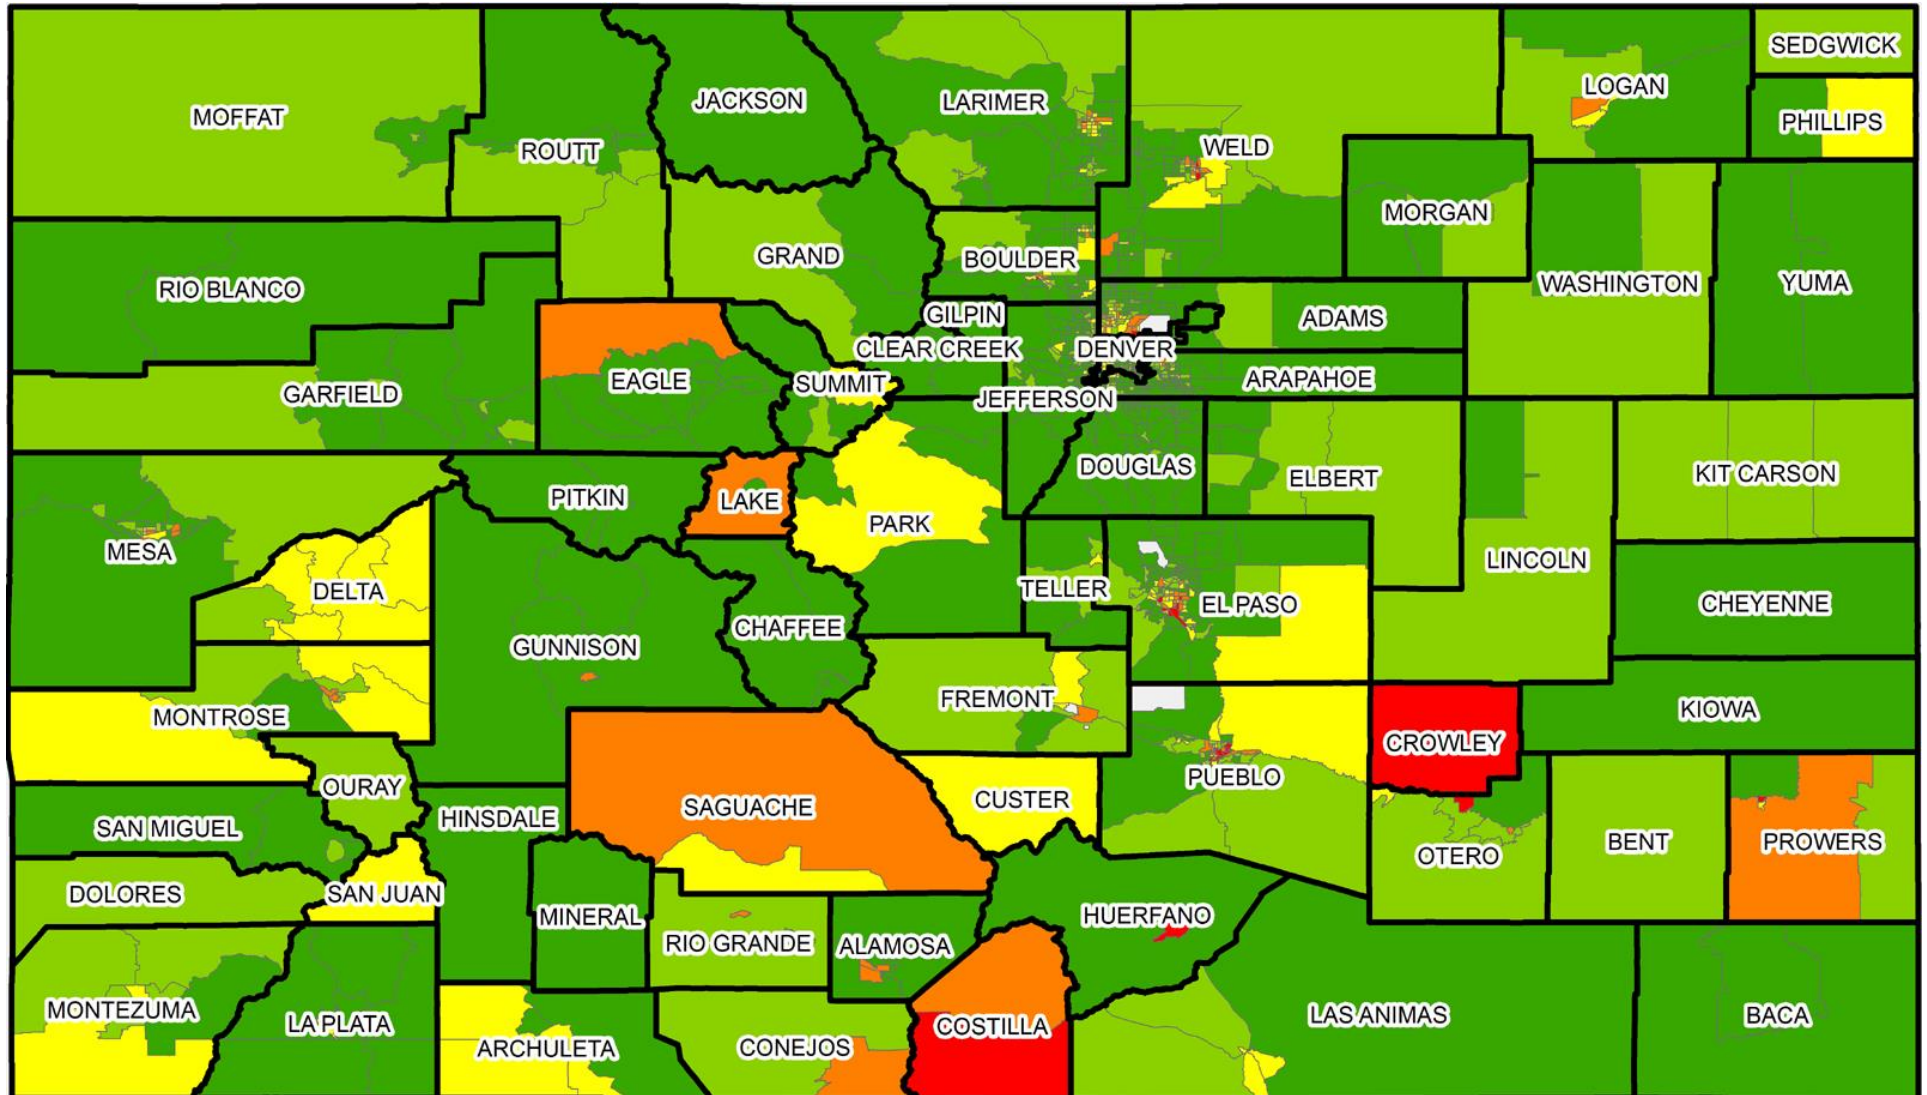 SEDGWICK
LOGAN
JACKSON
LARIMER
MOFFAT
PHILLIPS
ROUTT
WELD
MORGAN
GRAND
BOULDER
RIO BLANCO
WASHINGTON
YUMA
GILPIN
ADAMS
CLEAR CREEK
DENVER
EAGLE
SUMMIT
ARAPAHOE
GARFIELD
JEFFERSON
DOUGLAS
ELBERT
KIT CARSON
PITKIN
LAKE
PARK
MESA
LINCOLN
DELTA
TELLER
EL PASO
CHEYENNE
CHAFFEE
GUNNISON
FREMONT
KIOWA
MONTROSE
CROWLEY
PUEBLO
OURAY
CUSTER
SAGUACHE
HINSDALE
SAN MIGUEL
BENT
PROWERS
OTERO
DOLORES
SAN JUAN
MINERAL
HUERFANO
RIO GRANDE
ALAMOSA
MONTEZUMA
LAS ANIMAS
BACA
LA PLATA
COSTILLA
ARCHULETA
CONEJOS